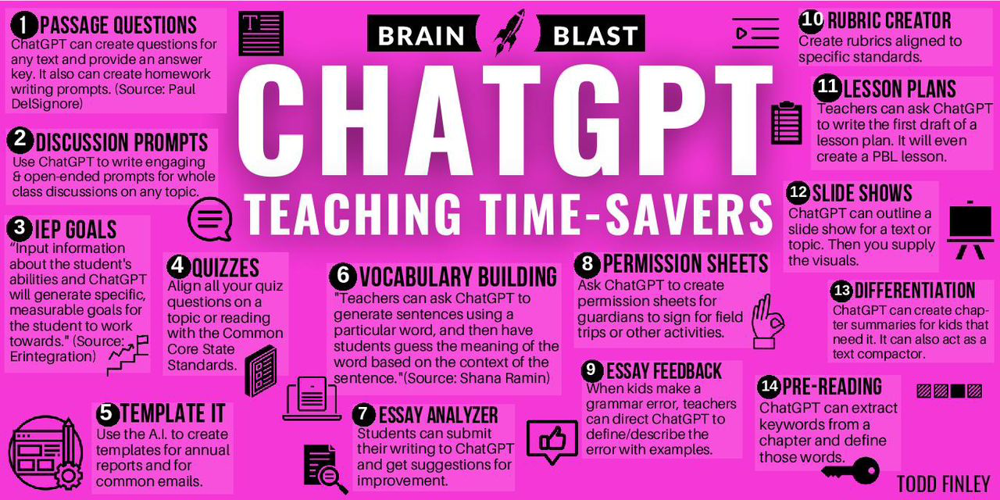 BRAIN BLAST
CHATGPT
TEACHING TIME-SAVERS
1 PASSAGE QUESTIONS
ChatGPT can create questions for
any text and provide an answer
key. It also can create homework
writing prompts. (Source: Paul
DelSignore)
2 DISCUSSION PROMPTS
Use ChatGPT to write engaging
& open-ended prompts for whole
class discussions on any topic.
3 IEP GOALS
“Input information
about the student's
abilities and ChatGPT
will generate specific,
measurable goals for
the student to work
towards." (Source:
Erintegration)
4 QUIZZES
Align all your quiz
questions on a
topic or reading
with the Common
Core State
Standards.
5 TEMPLATE IT
Use the A.I. to create
templates for annual
reports and for
common emails.
6 VOCABULARY BUILDING
"Teachers can ask ChatGPT to
generate sentences using a
particular word, and then have
students guess the meaning of the
word based on the context of the
sentence."(Source: Shana Ramin)
7 ESSAY ANALYZER
Students can submit
their writing to ChatGPT
and get suggestions for
improvement.
8 PERMISSION SHEETS
Ask ChatGPT to create
permission sheets for
guardians to sign for field
trips or other activities.
9 ESSAY FEEDBACK
When kids make a
grammar error, teachers
can direct ChatGPT to
define/describe the
error with examples.
10 RUBRIC CREATOR
Create rubrics aligned to
specific standards.
11 LESSON PLANS
Teachers can ask ChatGPT
to write the first draft of a
lesson plan. It will even
create a PBL lesson.
12 SLIDE SHOWS
ChatGPT can outline a
slide show for a text or
topic. Then you supply
the visuals.
13 DIFFERENTIATION
ChatGPT can create chap-
ter summaries for kids that
need it. It can also act as a
text compactor.
14 PRE-READING
ChatGPT can extract
keywords from a
chapter and define
those words.
TODD FINLEY